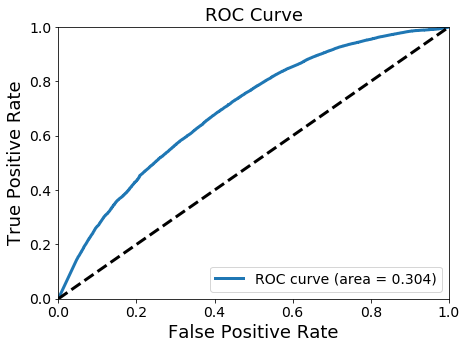 ROC Curve
True Positive Rate
1.0
0.8
0.6
0.4
0.2
0.0
ROC curve (area = 0.304)
0.0 0.2 0.4 0.6 0.8 1.0
False Positive Rate